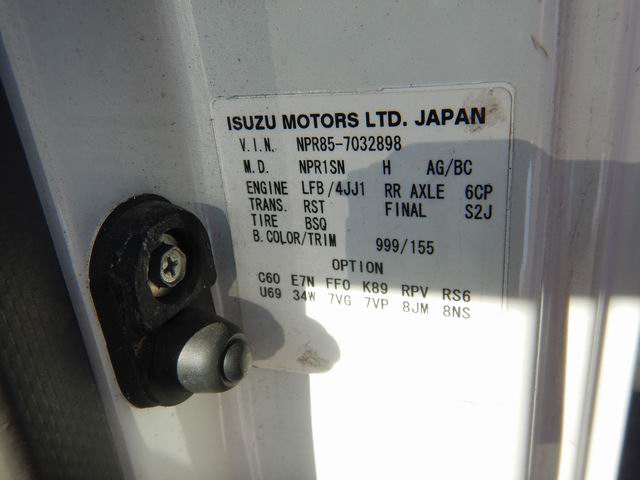 ISUZU MOTORS LTD. JAPAN
V.I.N. NPR85-7032898
M.D. NPR1SN H AG/BC
ENGINE LFB/4JJ1 RR AXLE 6CP
TRANS. RST FINAL S2J
TIRE BSQ
B.COLOR/TRIM 999/155
OPTION
C60 E7N FF0 K89 RPV RS6
U69 34W 7VG 7VP 8JM 8NS